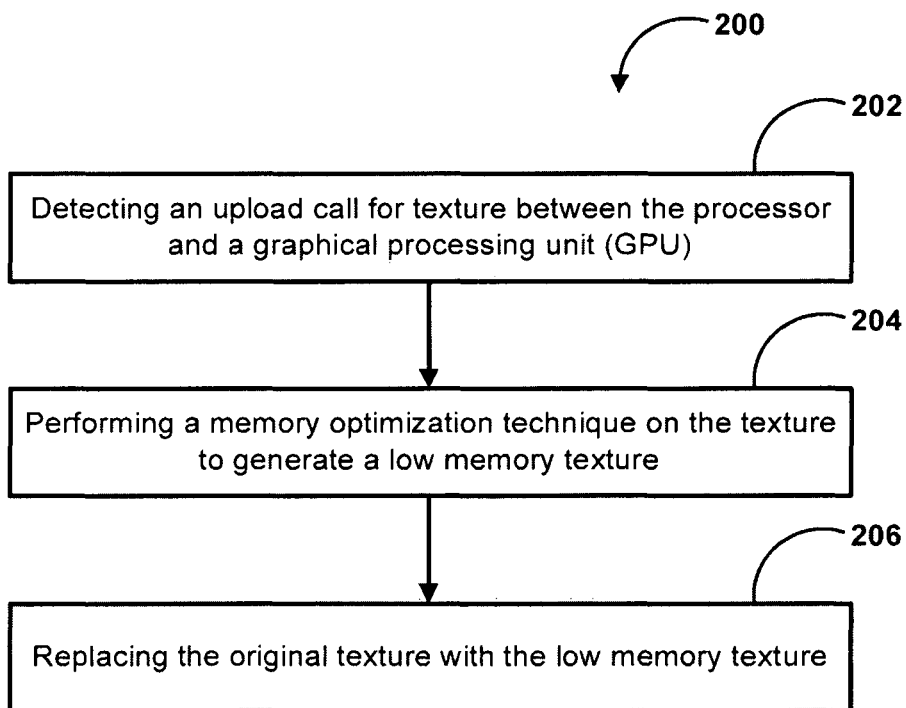 200
202
Detecting an upload call for texture between the processor
and a graphical processing unit (GPU)
204
Performing a memory optimization technique on the texture
to generate a low memory texture
206
Replacing the original texture with the low memory texture